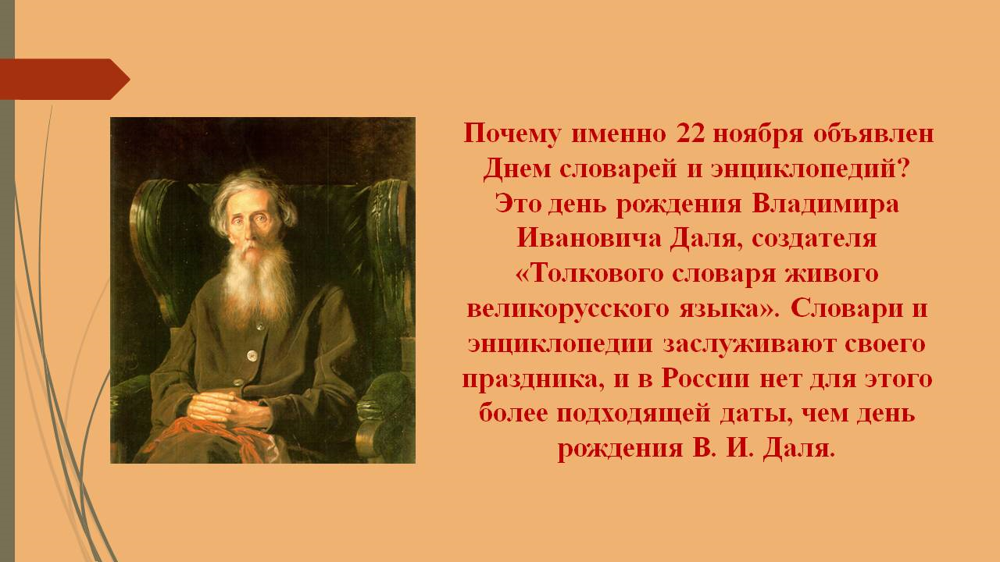 Почему именно 22 ноября объявлен
Днем словарей и энциклопедий?
Это день рождения Владимира
Ивановича Даля, создателя
«Толкового словаря живого
великорусского языка». Словари и
энциклопедии заслуживают своего
праздника, и в России нет для этого
более подходящей даты, чем день
рождения В. И. Даля.